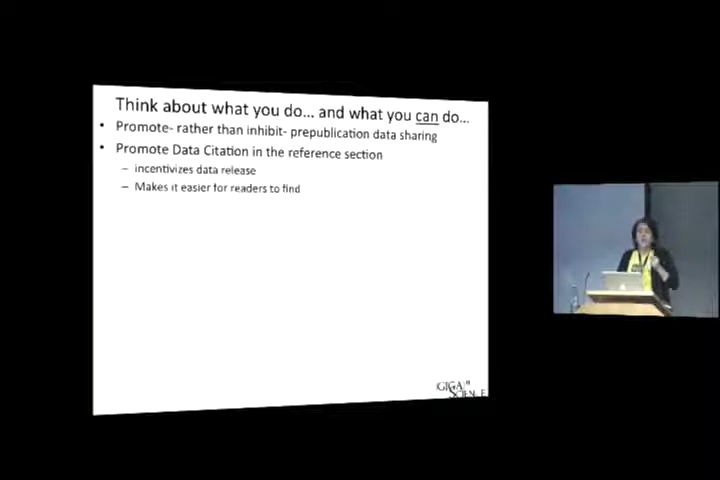 Think about what you do... and what you can do...
• Promote- rather than inhibit- prepublication data sharing
• Promote Data Citation in the reference section
– incentivizes data release
– Makes it easier for readers to find
GIGA
SCIENCE